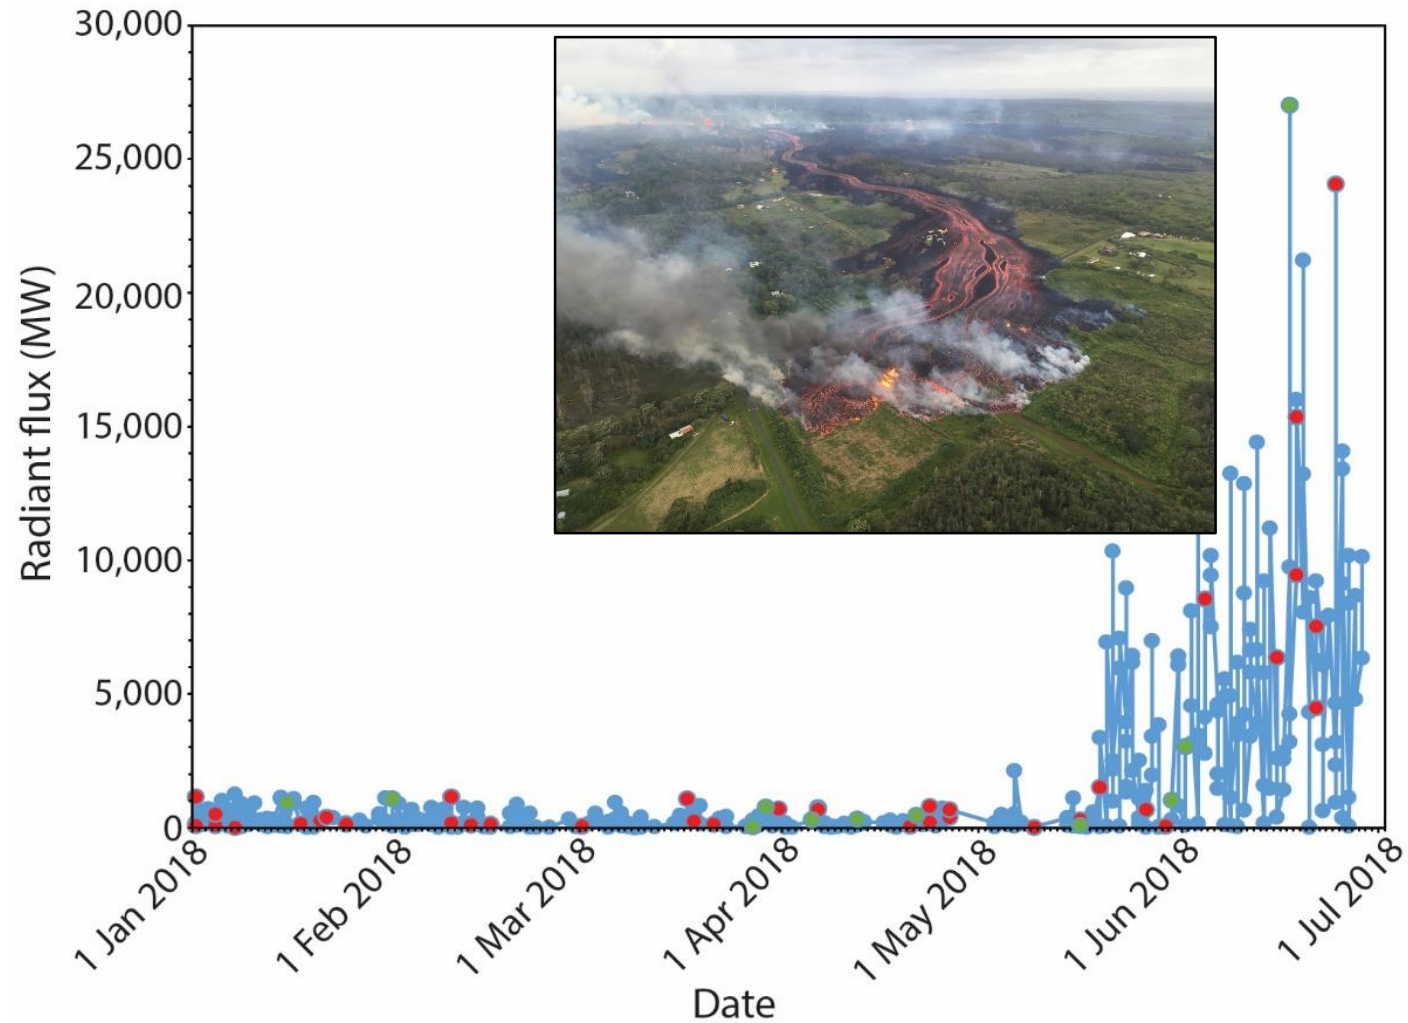 Radiant flux (MW)
30,000
25,000
20,000
15,000
10,000
5,000
0
1 Jan 2018
1 Feb 2018
1 Mar 2018
1 Apr 2018
1 May 2018
1 Jun 2018
1 Jul 2018
Date